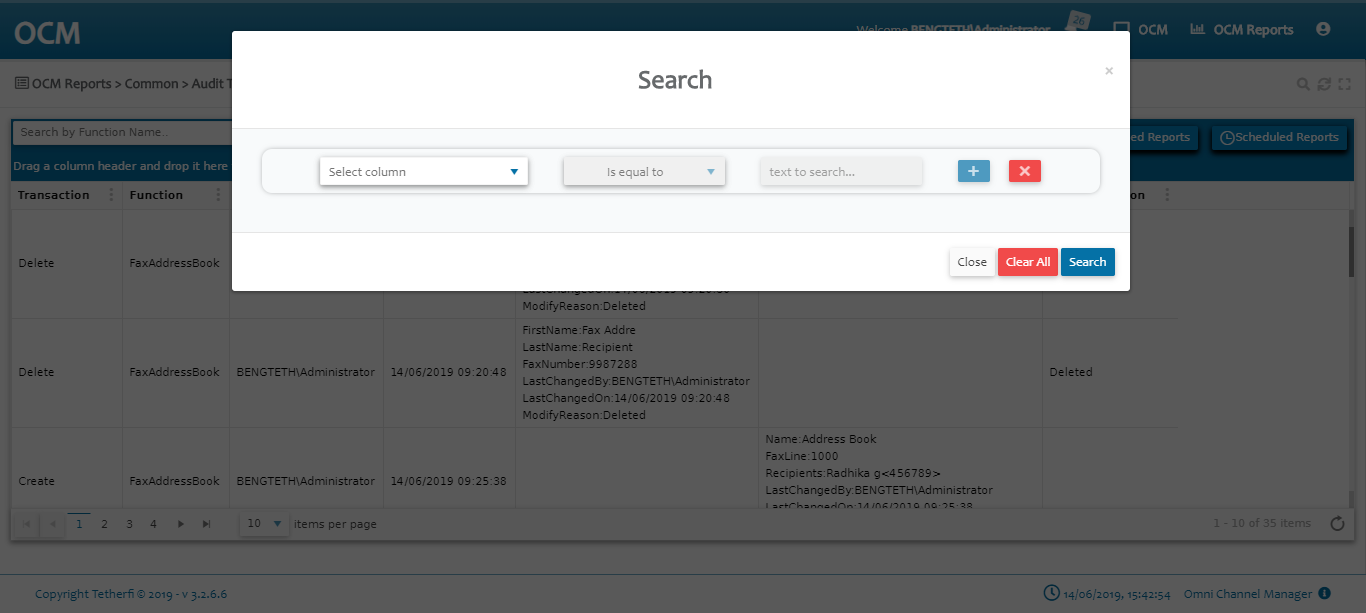 OCM
Welcome BENGTETH\Administrator
26
OCM
OCM Reports
OCM Reports > Common > Audit T
Search
×
Search by Function Name..
ed Reports
Scheduled Reports
Drag a column header and drop it here
Select column
Is equal to
text to search...
Transaction
Function
on
Close
Clear All
Search
Delete
FaxAddressBook
LastChangedOn:14/06/2019 09:20:06
ModifyReason:Deleted
Delete
FaxAddressBook
BENGTETH\Administrator
14/06/2019 09:20:48
FirstName:Fax Addre
LastName:Recipient
FaxNumber:9987288
LastChangedBy:BENGTETH\Administrator
LastChangedOn:14/06/2019 09:20:48
ModifyReason:Deleted
Deleted
Create
FaxAddressBook
BENGTETH\Administrator
14/06/2019 09:25:38
Name:Address Book
FaxLine:1000
Recipients:Radhika g<456789>
LastChangedBy:BENGTETH\Administrator
LastChangedOn:14/06/2019 09:25:38
1 2 3 4
10 items per page
1 - 10 of 35 items
Copyright Tetherfi © 2019 - v 3.2.6.6
14/06/2019, 15:42:54
Omni Channel Manager